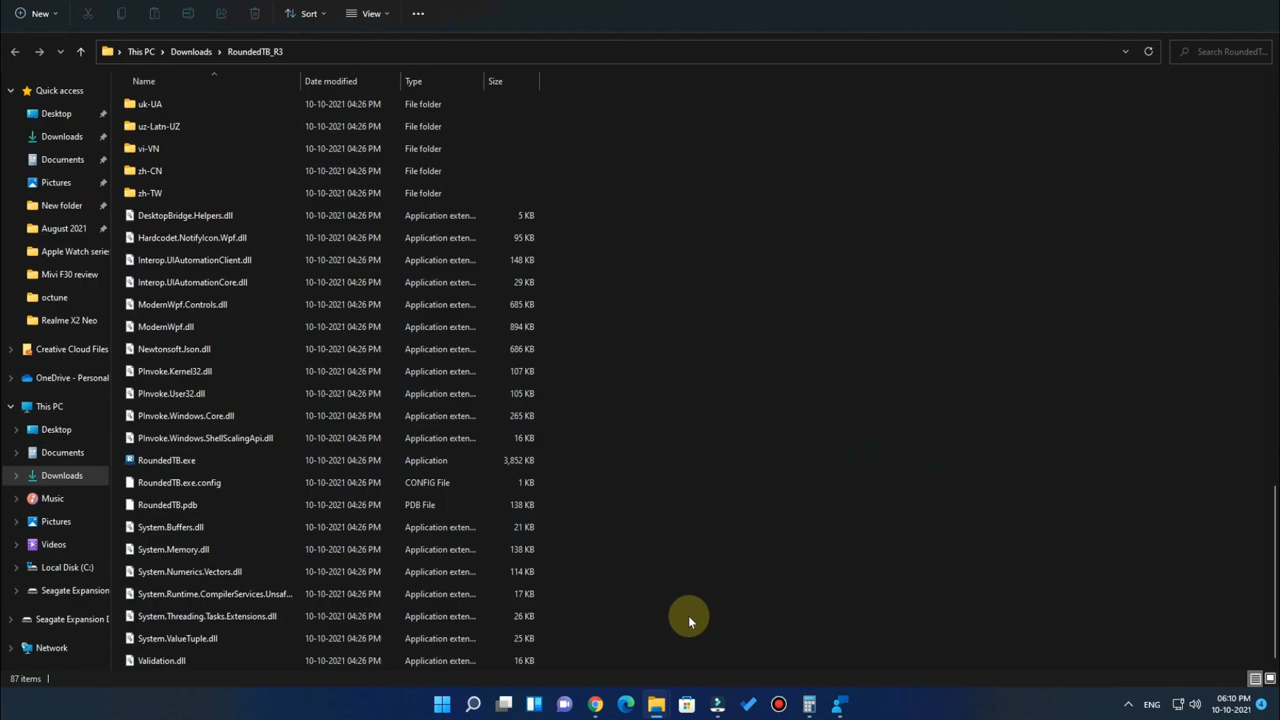 New
Sort
View
This PC > Downloads > RoundedTB_R3
Search RoundedT...
Name Date modified Type Size
Quick access
Desktop
Downloads
Documents
Pictures
New folder
August 2021
Apple Watch serie
Mivi F30 review
octune
Realme X2 Neo
Creative Cloud Files
OneDrive - Personal
This PC
Desktop
Documents
Downloads
Music
Pictures
Videos
Local Disk (C:)
Seagate Expansion
Seagate Expansion D
Network
uk-UA 10-10-2021 04:26 PM File folder
uz-Latn-UZ 10-10-2021 04:26 PM File folder
vi-VN 10-10-2021 04:26 PM File folder
zh-CN 10-10-2021 04:26 PM File folder
zh-TW 10-10-2021 04:26 PM File folder
DesktopBridge.Helpers.dll 10-10-2021 04:26 PM Application exten... 5 KB
Hardcodet.NotifyIcon.Wpf.dll 10-10-2021 04:26 PM Application exten... 95 KB
Interop.UIAutomationClient.dll 10-10-2021 04:26 PM Application exten... 148 KB
Interop.UIAutomationCore.dll 10-10-2021 04:26 PM Application exten... 29 KB
ModernWpf.Controls.dll 10-10-2021 04:26 PM Application exten... 685 KB
ModernWpf.dll 10-10-2021 04:26 PM Application exten... 894 KB
Newtonsoft.Json.dll 10-10-2021 04:26 PM Application exten... 686 KB
PInvoke.Kernel32.dll 10-10-2021 04:26 PM Application exten... 107 KB
PInvoke.User32.dll 10-10-2021 04:26 PM Application exten... 105 KB
PInvoke.Windows.Core.dll 10-10-2021 04:26 PM Application exten... 265 KB
PInvoke.Windows.ShellScalingApi.dll 10-10-2021 04:26 PM Application exten... 16 KB
RoundedTB.exe 10-10-2021 04:26 PM Application 3,852 KB
RoundedTB.exe.config 10-10-2021 04:26 PM CONFIG File 1 KB
RoundedTB.pdb 10-10-2021 04:26 PM PDB File 138 KB
System.Buffers.dll 10-10-2021 04:26 PM Application exten... 21 KB
System.Memory.dll 10-10-2021 04:26 PM Application exten... 138 KB
System.Numerics.Vectors.dll 10-10-2021 04:26 PM Application exten... 114 KB
System.Runtime.CompilerServices.Unsaf... 10-10-2021 04:26 PM Application exten... 17 KB
System.Threading.Tasks.Extensions.dll 10-10-2021 04:26 PM Application exten... 26 KB
System.ValueTuple.dll 10-10-2021 04:26 PM Application exten... 25 KB
Validation.dll 10-10-2021 04:26 PM Application exten... 16 KB
87 items
ENG
06:10 PM
10-10-2021
4